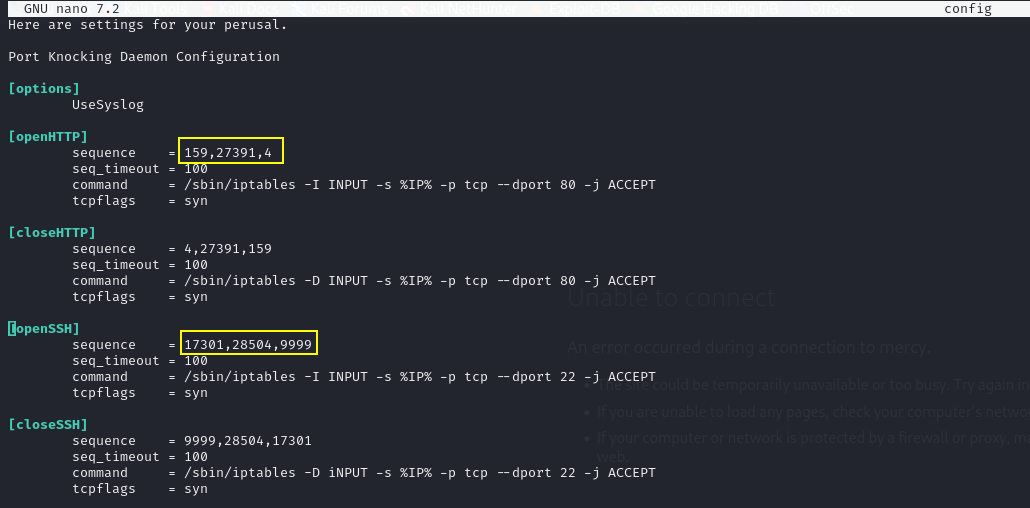 GNU nano 7.2 config
Here are settings for your perusal.
Port Knocking Daemon Configuration
[options]
UseSyslog
[openHTTP]
sequence = 159,27391,4
seq_timeout = 100
command = /sbin/iptables -I INPUT -s %IP% -p tcp --dport 80 -j ACCEPT
tcpflags = syn
[closeHTTP]
sequence = 4,27391,159
seq_timeout = 100
command = /sbin/iptables -D INPUT -s %IP% -p tcp --dport 80 -j ACCEPT
tcpflags = syn
[openSSH]
sequence = 17301,28504,9999
seq_timeout = 100
command = /sbin/iptables -I INPUT -s %IP% -p tcp --dport 22 -j ACCEPT
tcpflags = syn
[closeSSH]
sequence = 9999,28504,17301
seq_timeout = 100
command = /sbin/iptables -D iNPUT -s %IP% -p tcp --dport 22 -j ACCEPT
tcpflags = syn
Unable to connect
An error occurred during a connection to mercy.
The site could be temporarily unavailable or too busy. Try again in
If you are unable to load any pages, check your computer's netwo
If your computer or network is protected by a firewall or proxy, m
web.